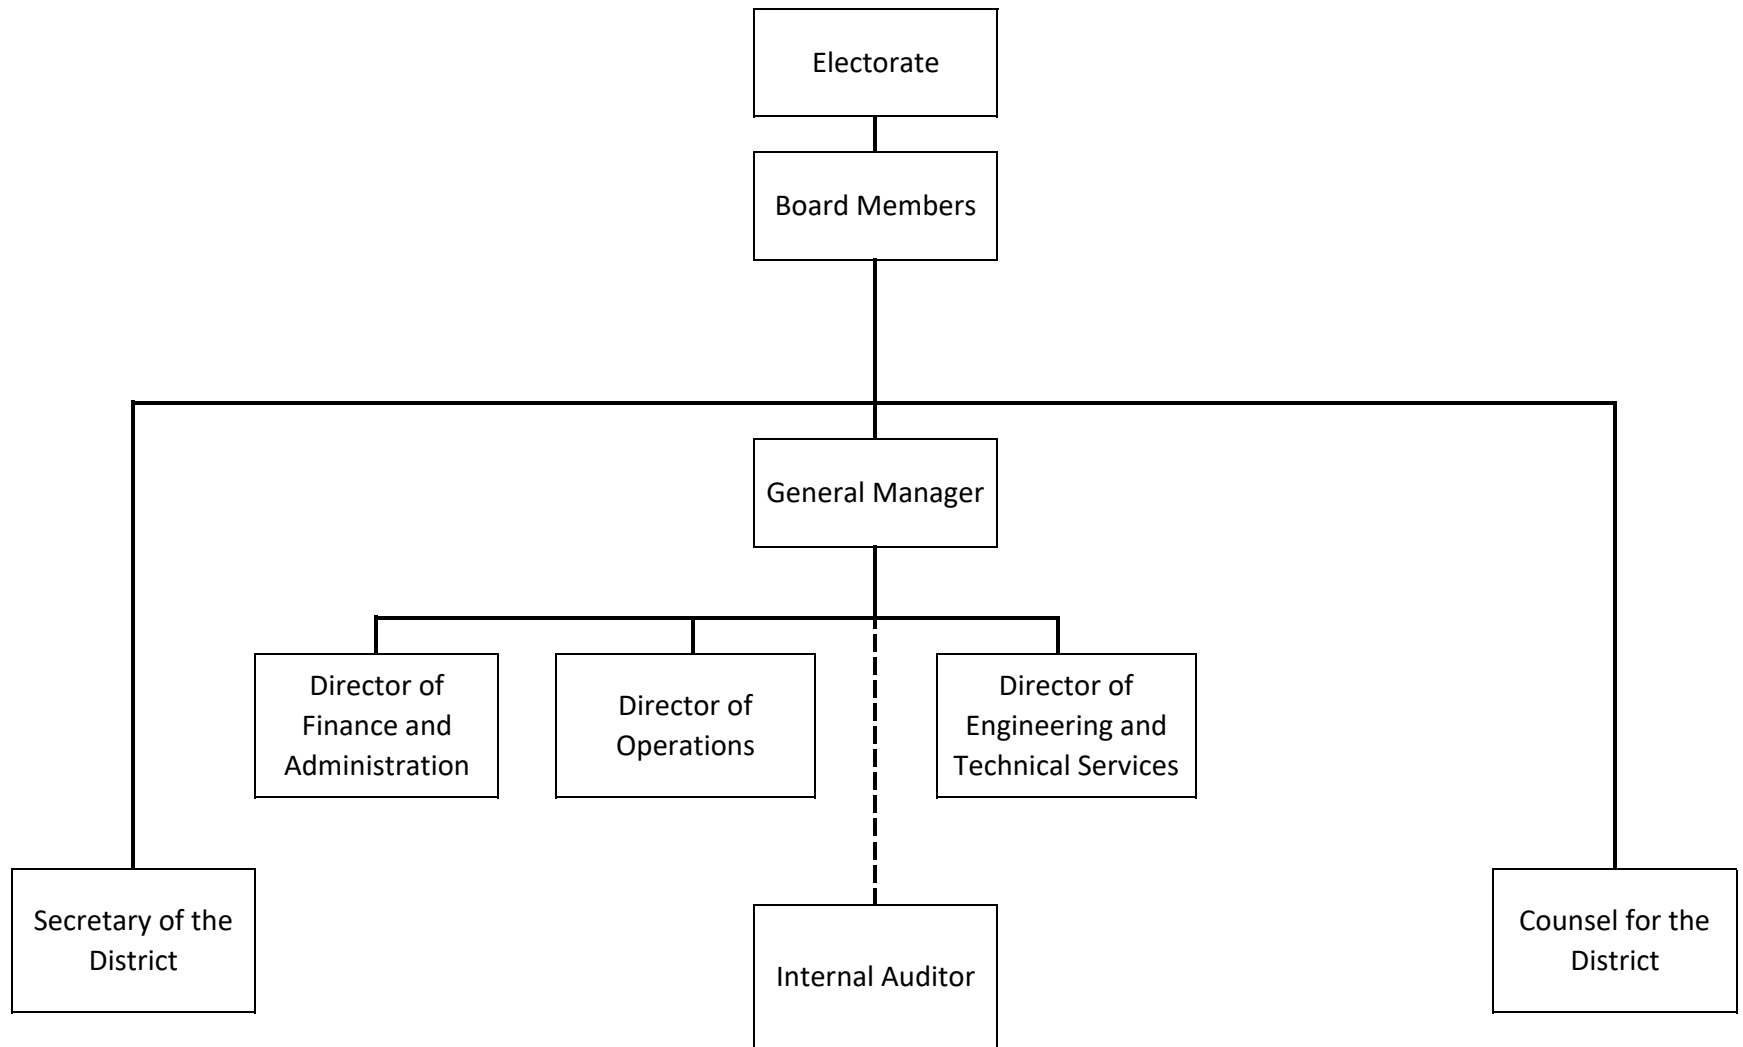 Electorate
Board Members
General Manager
Director of
Finance and
Administration
Director of
Operations
Director of
Engineering and
Technical Services
Secretary of the
District
Internal Auditor
Counsel for the
District